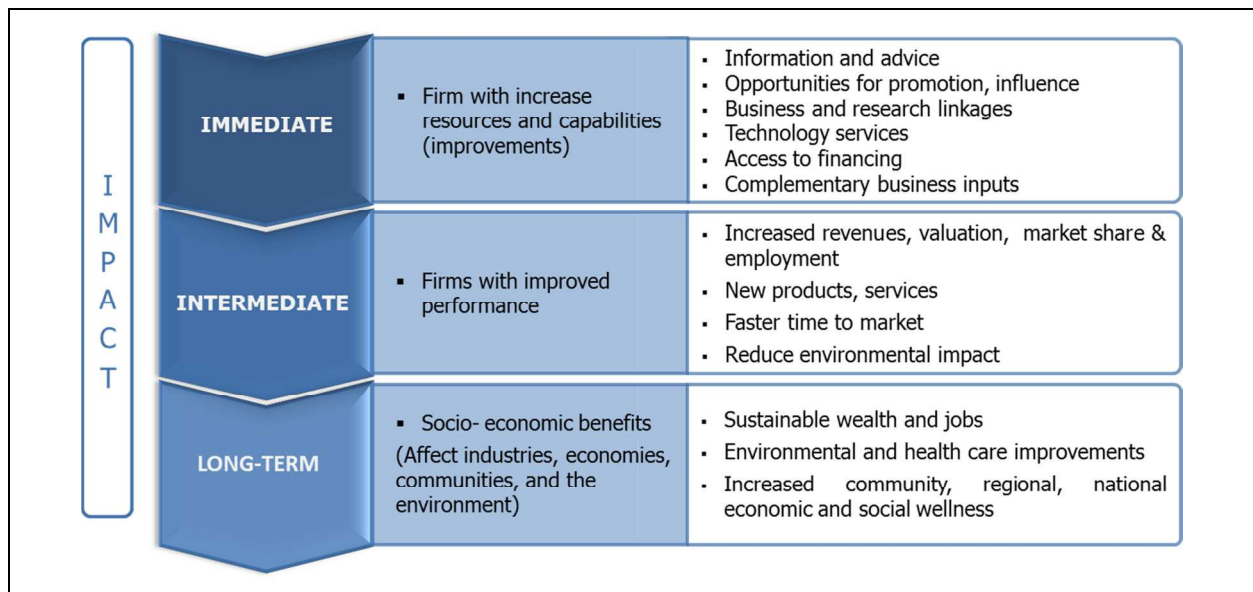 IMPACT
IMMEDIATE
▪ Firm with increase
resources and capabilities
(improvements)
▪ Information and advice
▪ Opportunities for promotion, influence
▪ Business and research linkages
▪ Technology services
▪ Access to financing
▪ Complementary business inputs
INTERMEDIATE
▪ Firms with improved
performance
▪ Increased revenues, valuation, market share &
employment
▪ New products, services
▪ Faster time to market
▪ Reduce environmental impact
LONG-TERM
▪ Socio- economic benefits
(Affect industries, economies,
communities, and the
environment)
▪ Sustainable wealth and jobs
▪ Environmental and health care improvements
▪ Increased community, regional, national
economic and social wellness